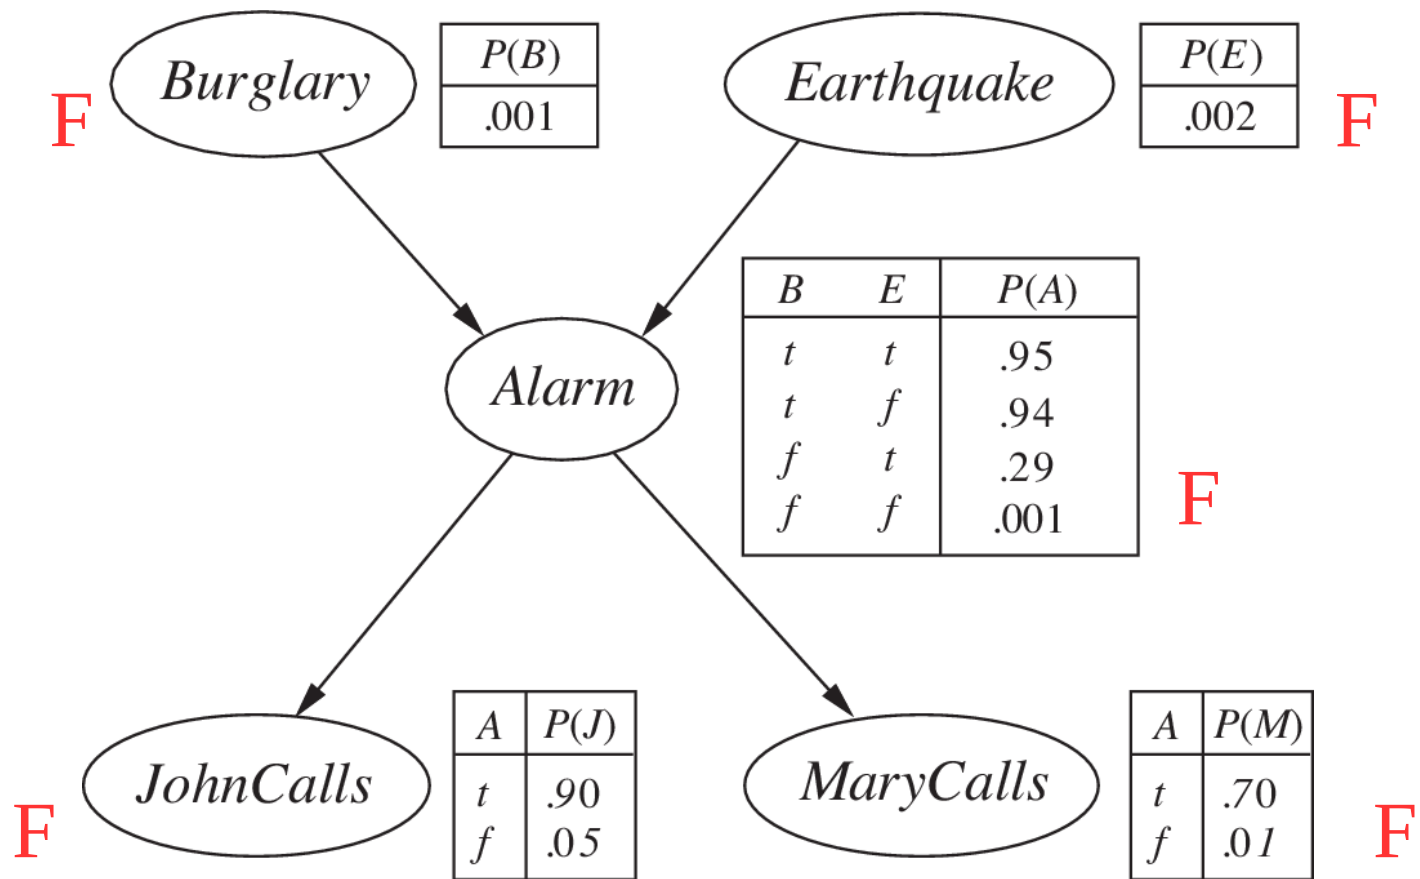 Burglary
P(B)
.001
F
Earthquake
P(E)
.002
F
B E P(A)
t t .95
t f .94
f t .29
f f .001
F
Alarm
JohnCalls
A P(J)
t .90
f .05
F
MaryCalls
A P(M)
t .70
f .01
F